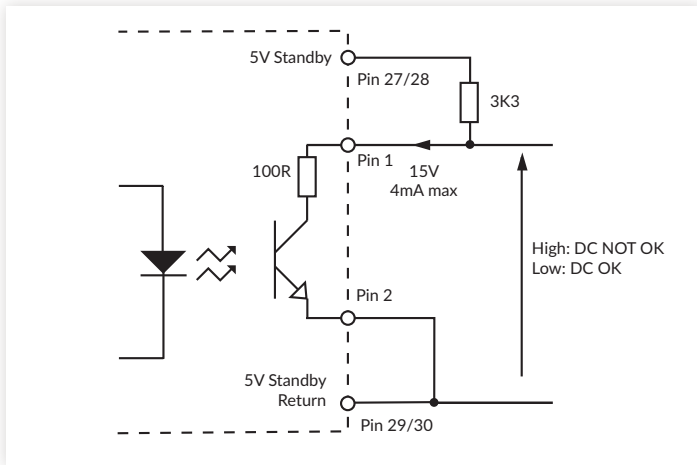 5V Standby
Pin 27/28
3K3
100R
Pin 1
15V
4mA max
High: DC NOT OK
Low: DC OK
Pin 2
5V Standby
Return
Pin 29/30